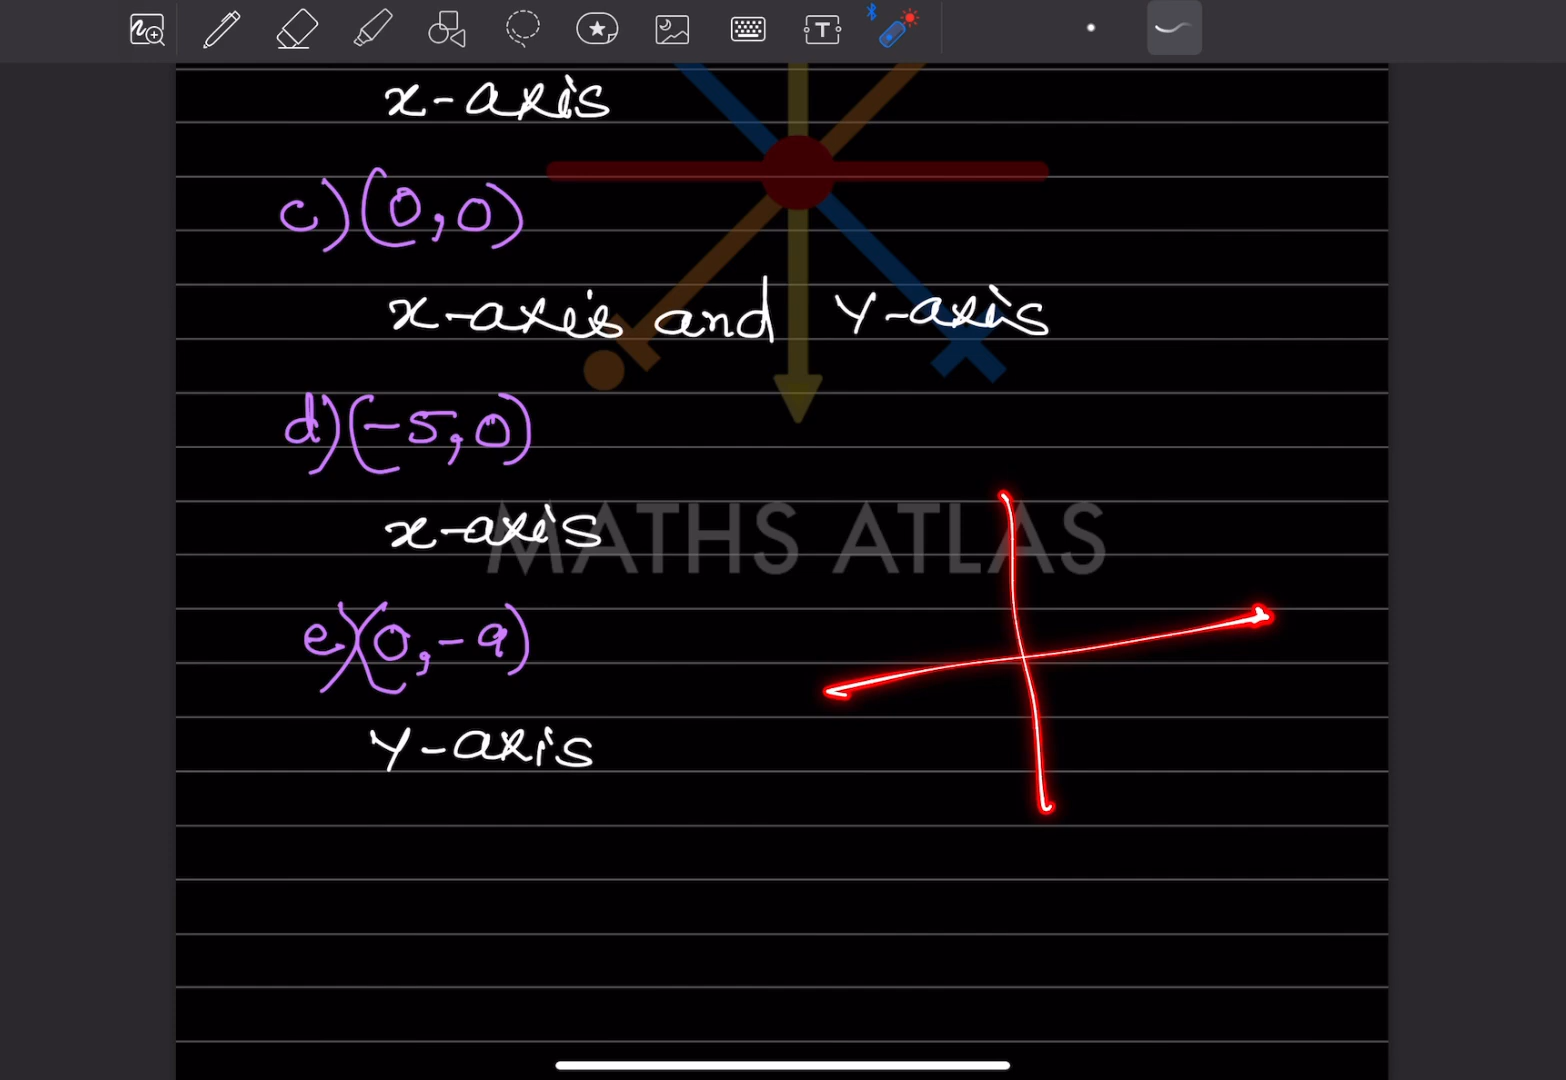 x-axis
c) (0,0)
x-axis and y-axis
d) (-5,0)
x-axis
MATHS ATLAS
e) (0,-9)
y-axis